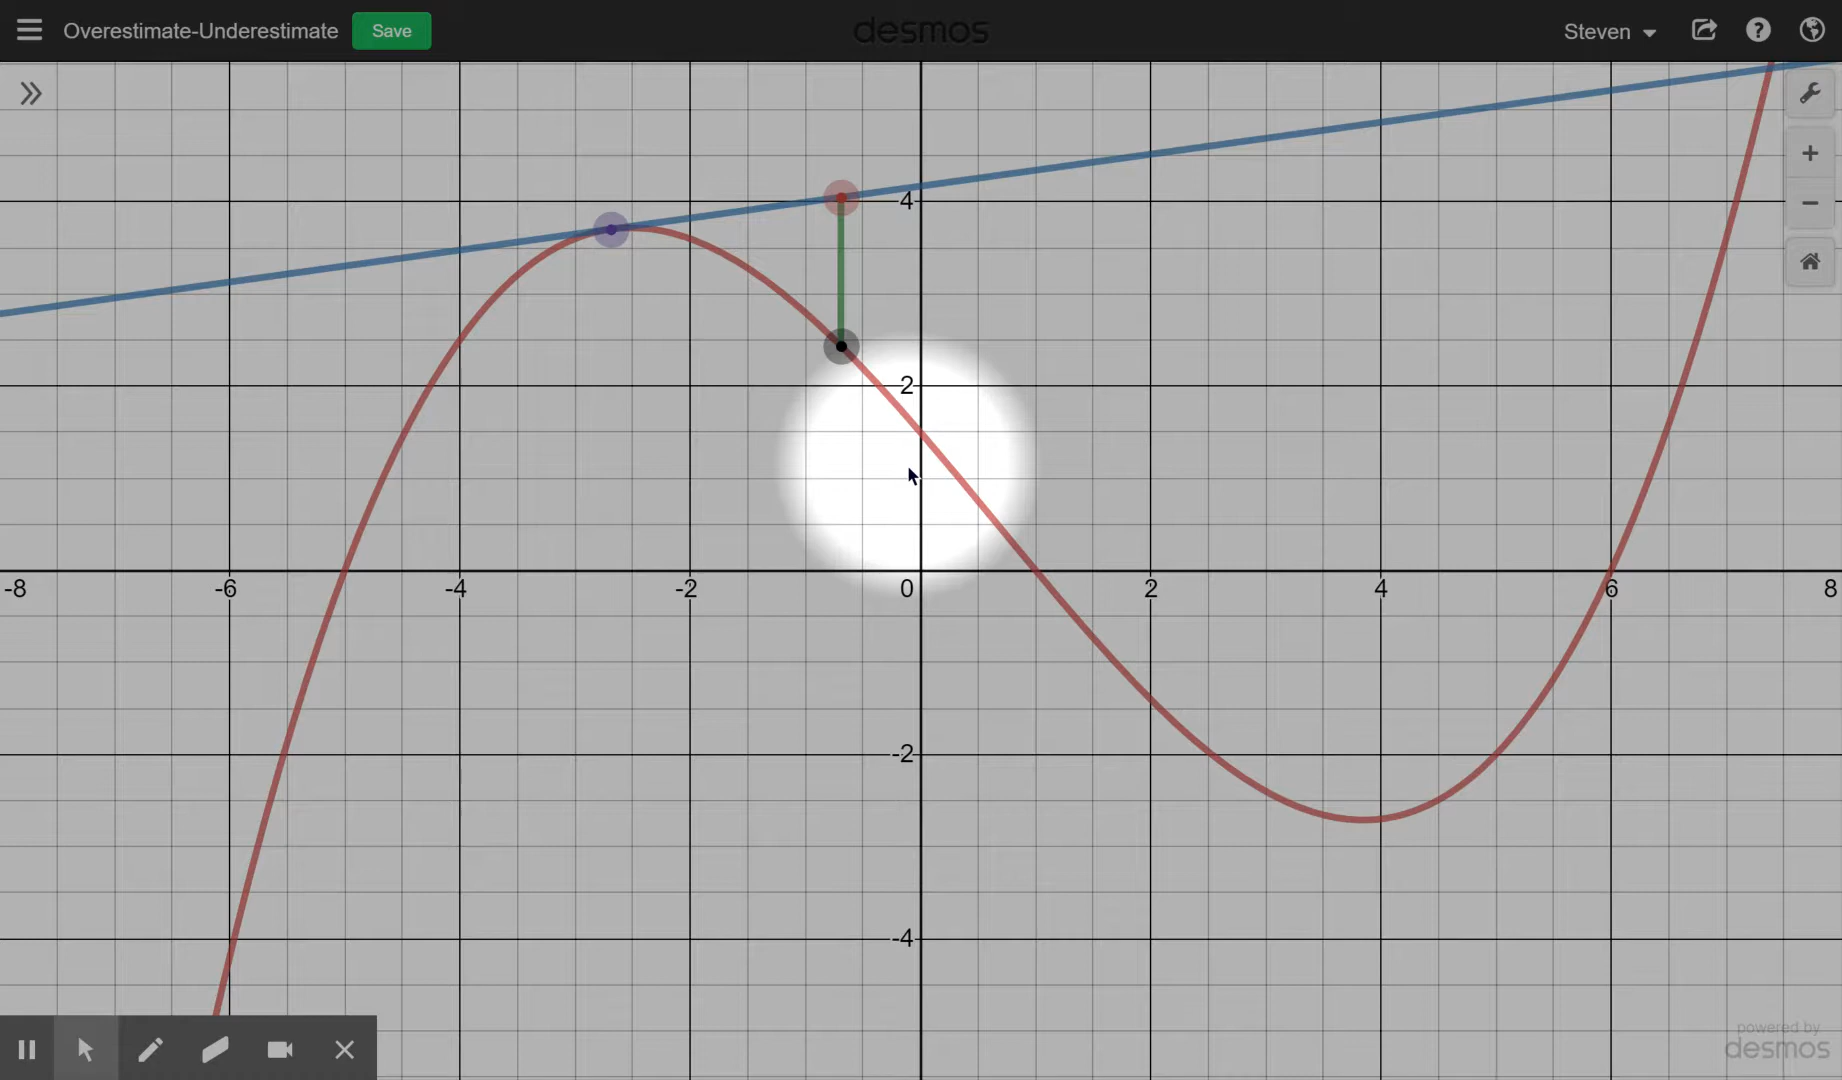 Overestimate-Underestimate
Save
desmos
Steven
4
2
-8
-6
-4
-2
0
2
4
6
8
-2
-4
powered by
desmos